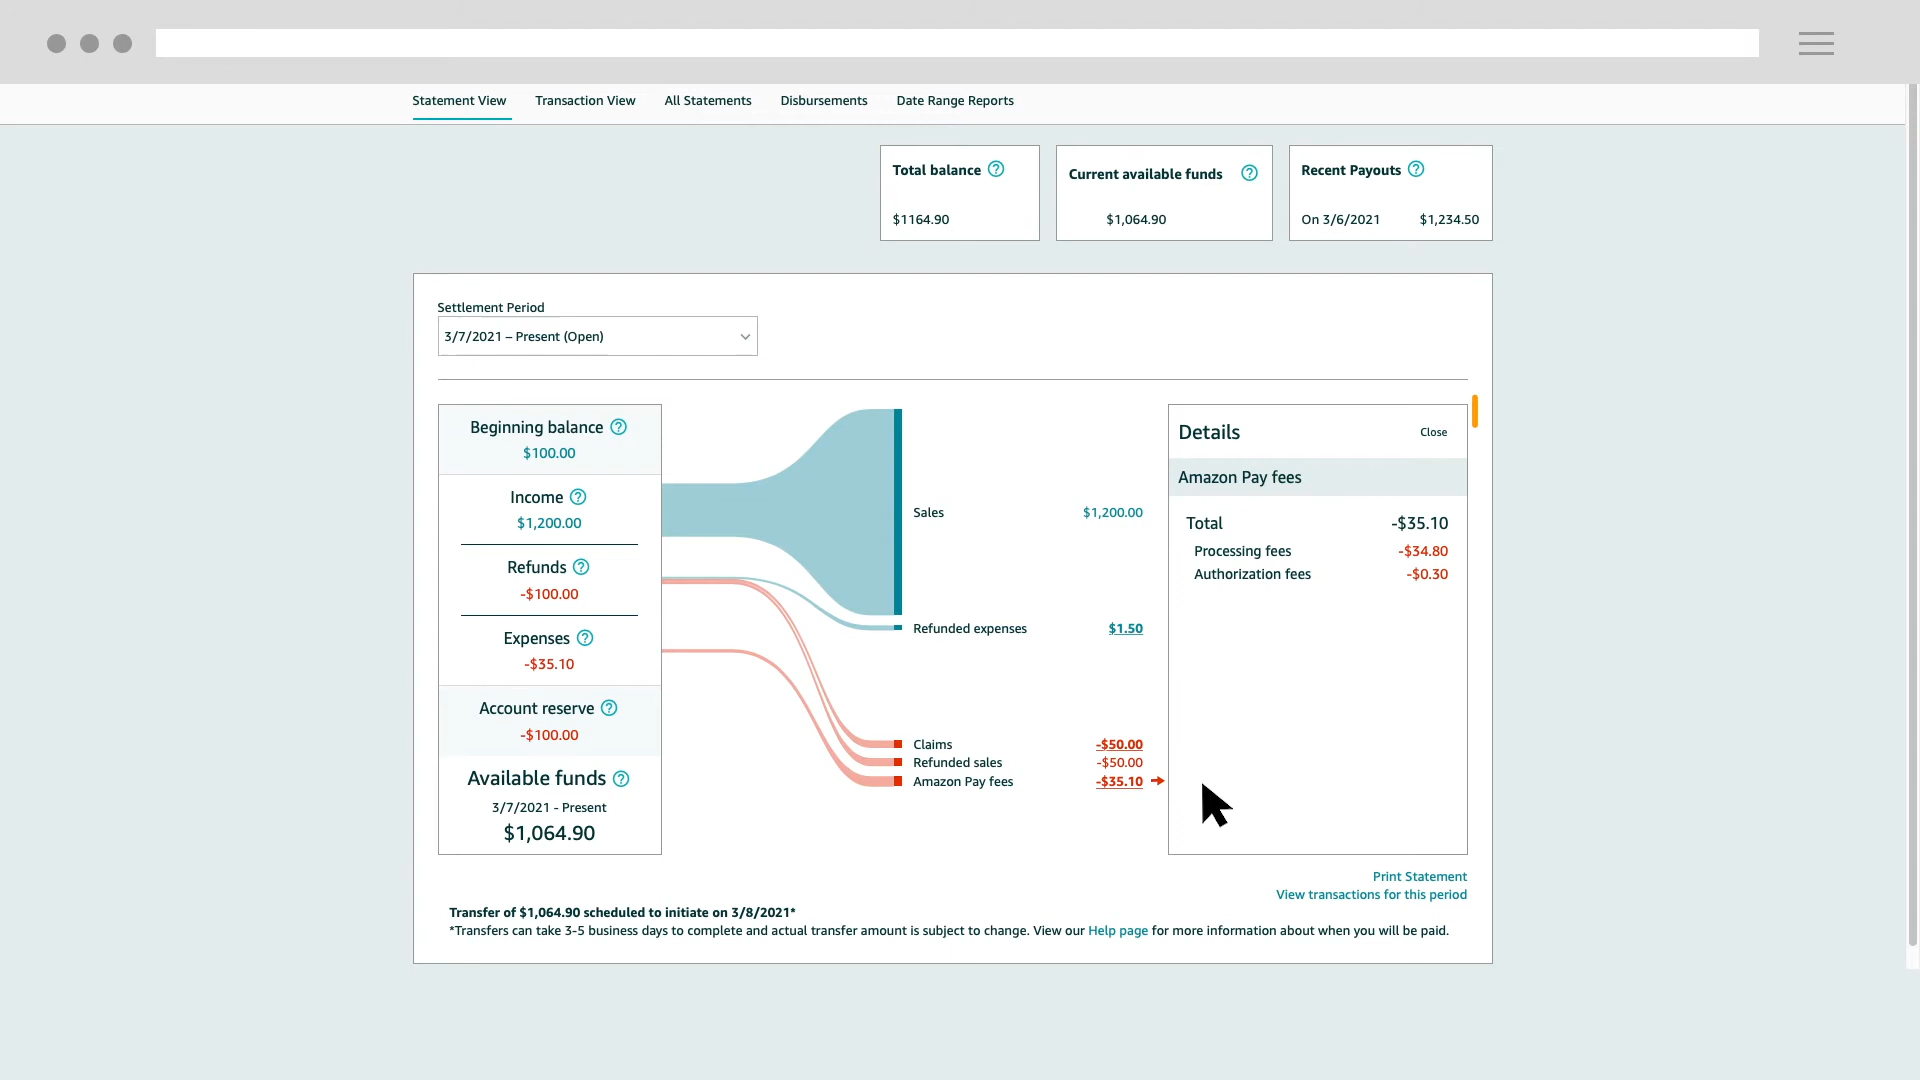 Statement View Transaction View All Statements Disbursements Date Range Reports
Total balance ?
$1164.90
Current available funds ?
$1,064.90
Recent Payouts ?
On 3/6/2021 $1,234.50
Settlement Period
3/7/2021 – Present (Open)
Beginning balance ?
$100.00
Income ?
$1,200.00
Refunds ?
-$100.00
Expenses ?
-$35.10
Account reserve ?
-$100.00
Available funds ?
3/7/2021 - Present
$1,064.90
Sales $1,200.00
Refunded expenses $1.50
Claims -$50.00
Refunded sales -$50.00
Amazon Pay fees -$35.10
Details Close
Amazon Pay fees
Total -$35.10
Processing fees -$34.80
Authorization fees -$0.30
Print Statement
View transactions for this period
Transfer of $1,064.90 scheduled to initiate on 3/8/2021*
*Transfers can take 3-5 business days to complete and actual transfer amount is subject to change. View our Help page for more information about when you will be paid.